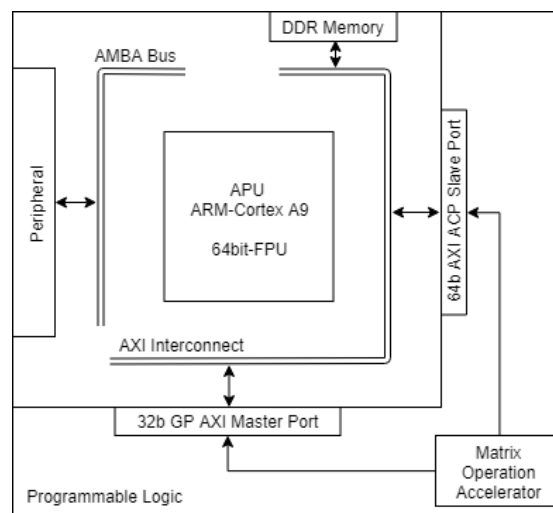 DDR Memory
AMBA Bus
Peripheral
APU
ARM-Cortex A9
64bit-FPU
64b AXI ACP Slave Port
AXI Interconnect
32b GP AXI Master Port
Matrix
Operation
Accelerator
Programmable Logic